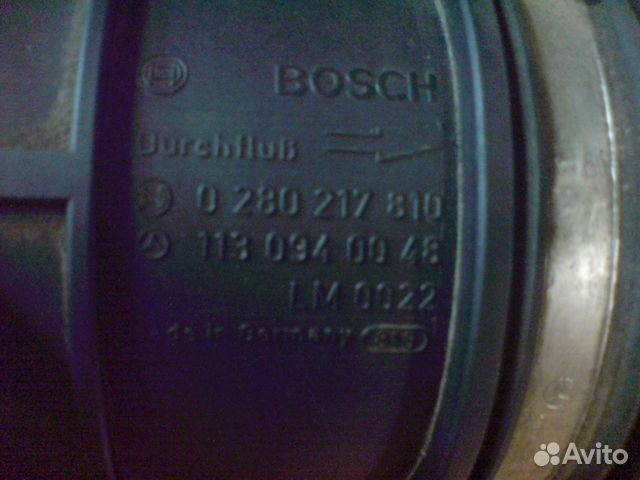 BOSCH
Durchfluß
0 280 217 810
113 094 00 48
LM 0022
Made in Germany
Avito